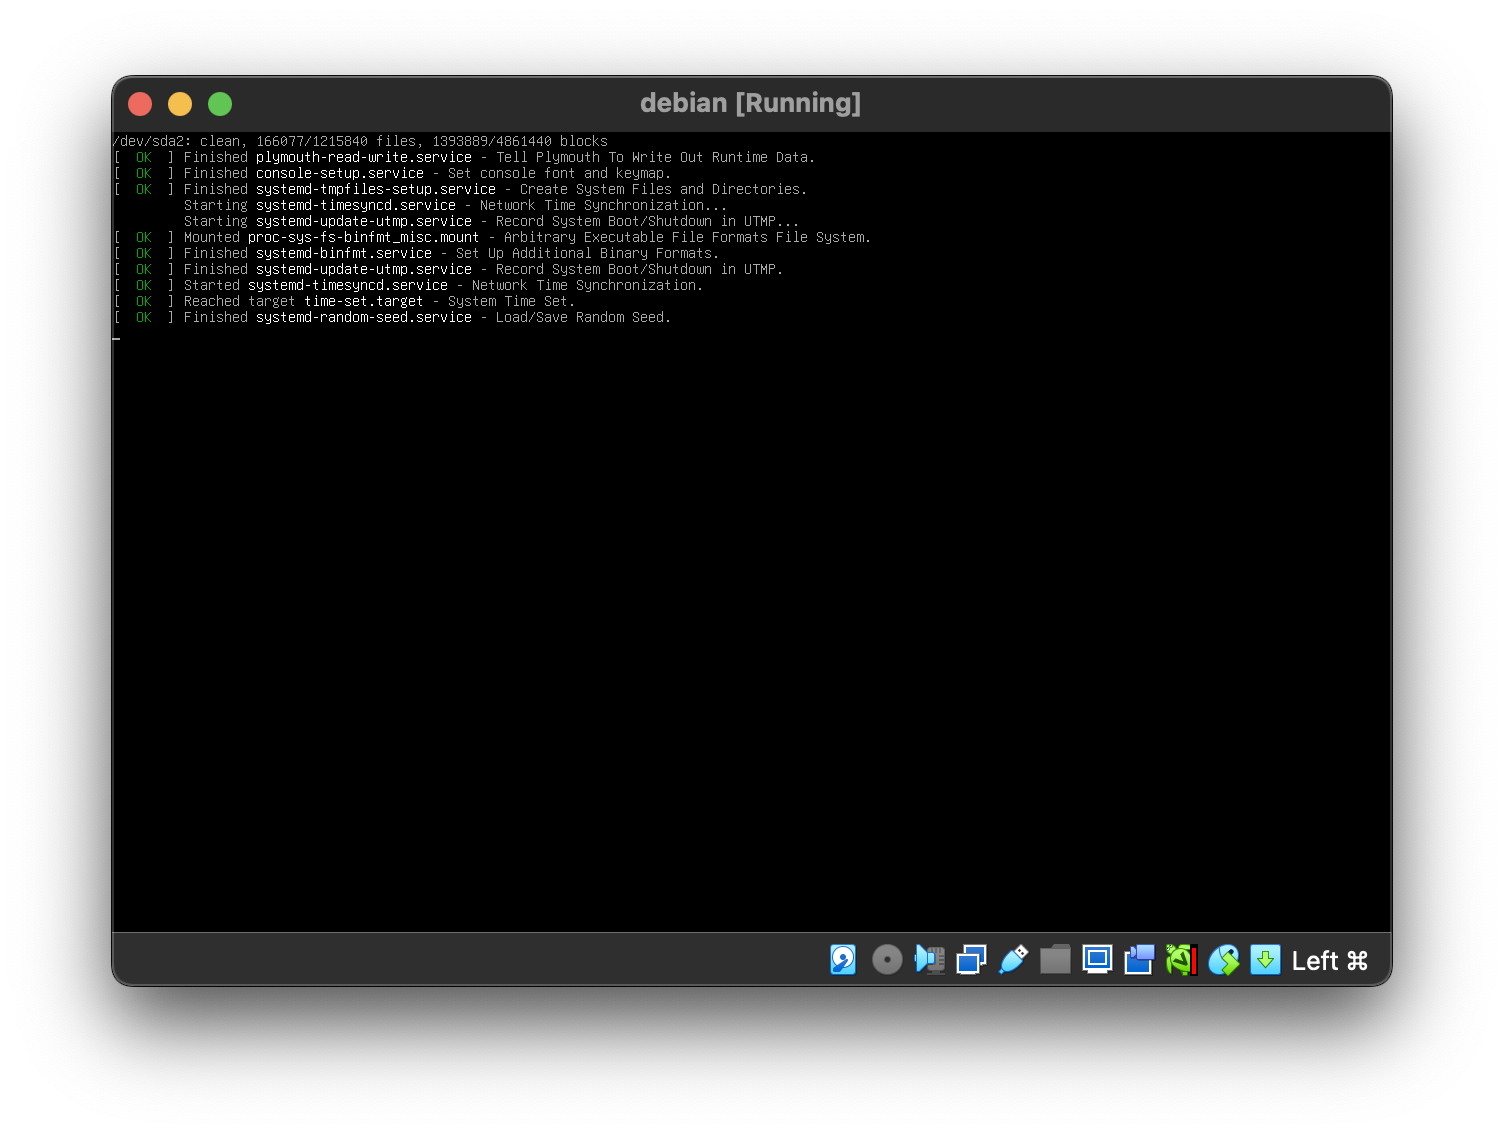 debian [Running]
/dev/sda2: clean, 166077/1215840 files, 1393889/4861440 blocks
[  OK  ] Finished plymouth-read-write.service - Tell Plymouth To Write Out Runtime Data.
[  OK  ] Finished console-setup.service - Set console font and keymap.
[  OK  ] Finished systemd-tmpfiles-setup.service - Create System Files and Directories.
         Starting systemd-timesyncd.service - Network Time Synchronization...
         Starting systemd-update-utmp.service - Record System Boot/Shutdown in UTMP...
[  OK  ] Mounted proc-sys-fs-binfmt_misc.mount - Arbitrary Executable File Formats File System.
[  OK  ] Finished systemd-binfmt.service - Set Up Additional Binary Formats.
[  OK  ] Finished systemd-update-utmp.service - Record System Boot/Shutdown in UTMP.
[  OK  ] Started systemd-timesyncd.service - Network Time Synchronization.
[  OK  ] Reached target time-set.target - System Time Set.
[  OK  ] Finished systemd-random-seed.service - Load/Save Random Seed.
Left ⌘